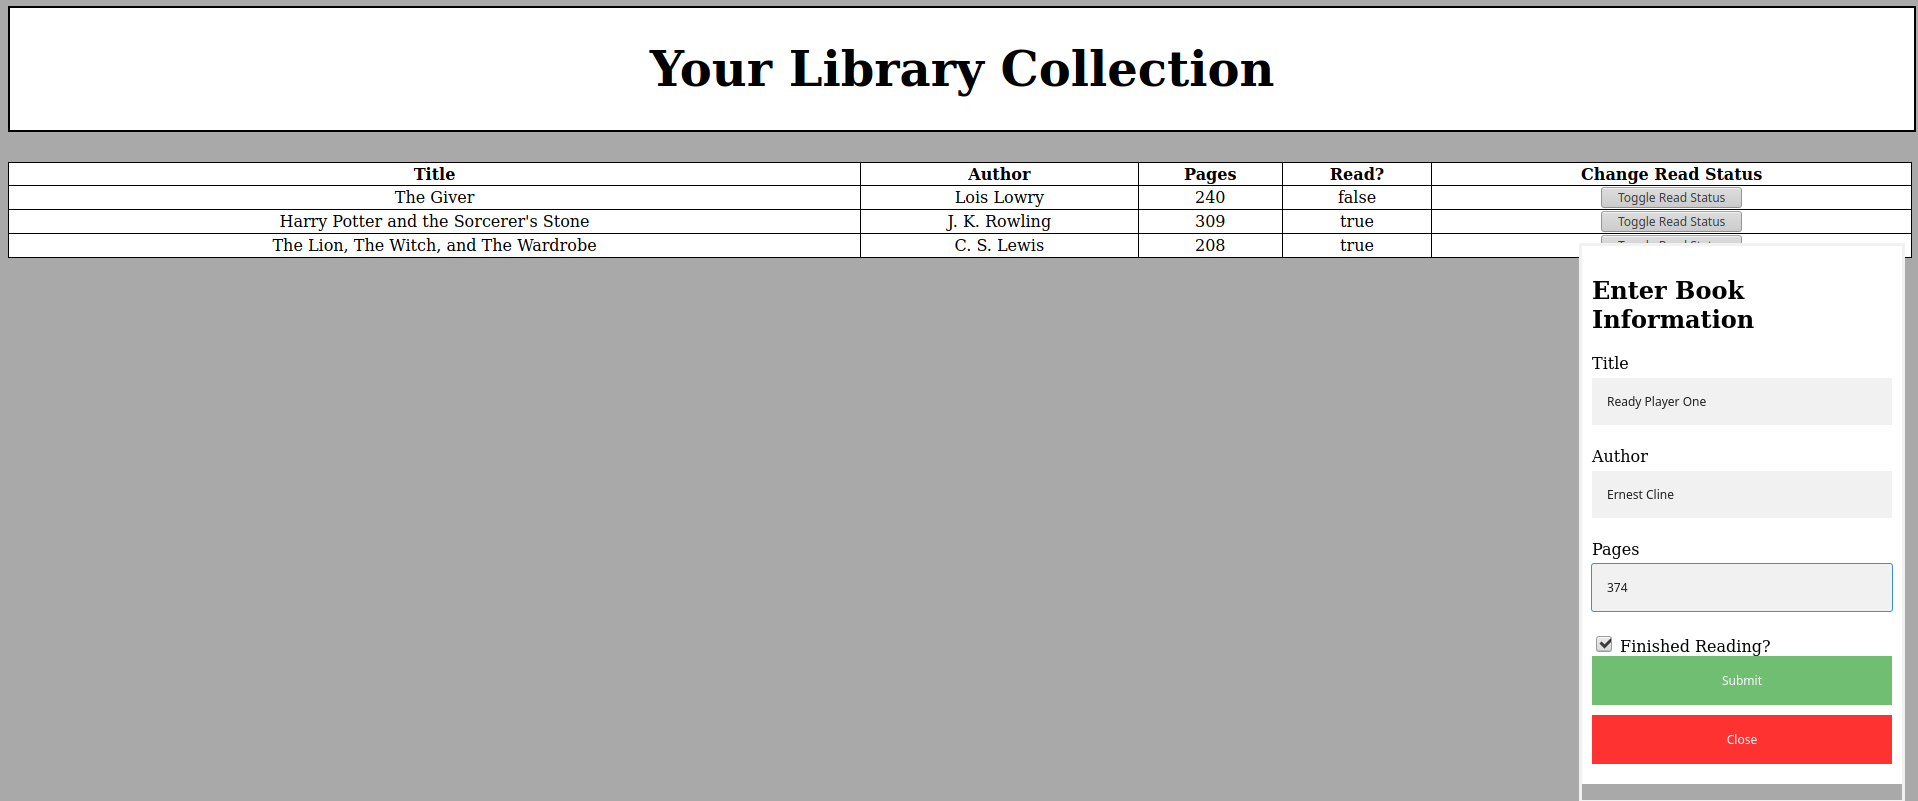 Your Library Collection
Title Author Pages Read? Change Read Status
The Giver Lois Lowry 240 false Toggle Read Status
Harry Potter and the Sorcerer's Stone J. K. Rowling 309 true Toggle Read Status
The Lion, The Witch, and The Wardrobe C. S. Lewis 208 true Toggle Read Status
Enter Book
Information
Title
Ready Player One
Author
Ernest Cline
Pages
374
Finished Reading?
Submit
Close